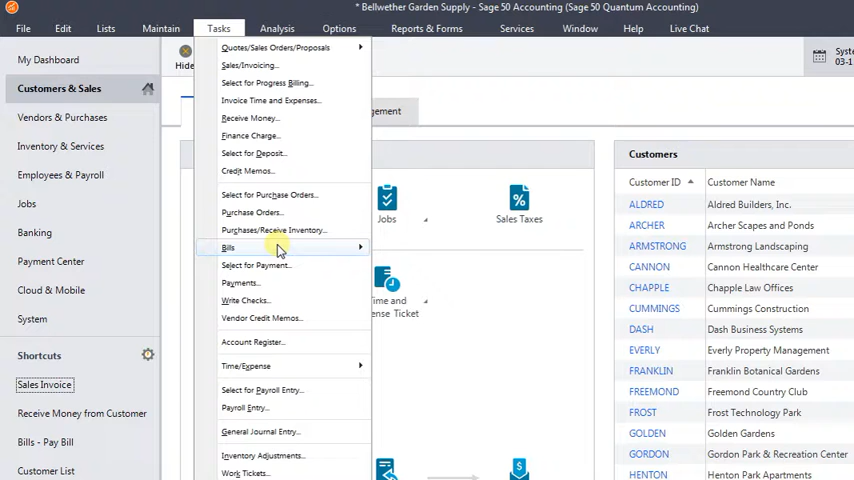 * Bellwether Garden Supply - Sage 50 Accounting (Sage 50 Quantum Accounting)
File Edit Lists Maintain Tasks Analysis Options Reports & Forms Services Window Help Live Chat
My Dashboard
Customers & Sales
Vendors & Purchases
Inventory & Services
Employees & Payroll
Jobs
Banking
Payment Center
Cloud & Mobile
System
Shortcuts
Sales Invoice
Receive Money from Customer
Bills - Pay Bill
Customer List
Hide
Quotes/Sales Orders/Proposals
Sales/Invoicing...
Select for Progress Billing...
Invoice Time and Expenses...
Receive Money...
Finance Charge...
Select for Deposit...
Credit Memos...
Select for Purchase Orders...
Purchase Orders...
Purchases/Receive Inventory...
Bills
Select for Payment...
Payments...
Write Checks...
Vendor Credit Memos...
Account Register...
Time/Expense
Select for Payroll Entry...
Payroll Entry...
General Journal Entry...
Inventory Adjustments...
Work Tickets...
Syste
03-1
gement
Jobs
Sales Taxes
Time and
ense Ticket
Customers
Customer ID Customer Name
ALDRED Aldred Builders, Inc.
ARCHER Archer Scapes and Ponds
ARMSTRONG Armstrong Landscaping
CANNON Cannon Healthcare Center
CHAPPLE Chapple Law Offices
CUMMINGS Cummings Construction
DASH Dash Business Systems
EVERLY Everly Property Management
FRANKLIN Franklin Botanical Gardens
FREEMOND Freemond Country Club
FROST Frost Technology Park
GOLDEN Golden Gardens
GORDON Gordon Park & Recreation Center
HENTON Henton Park Apartments